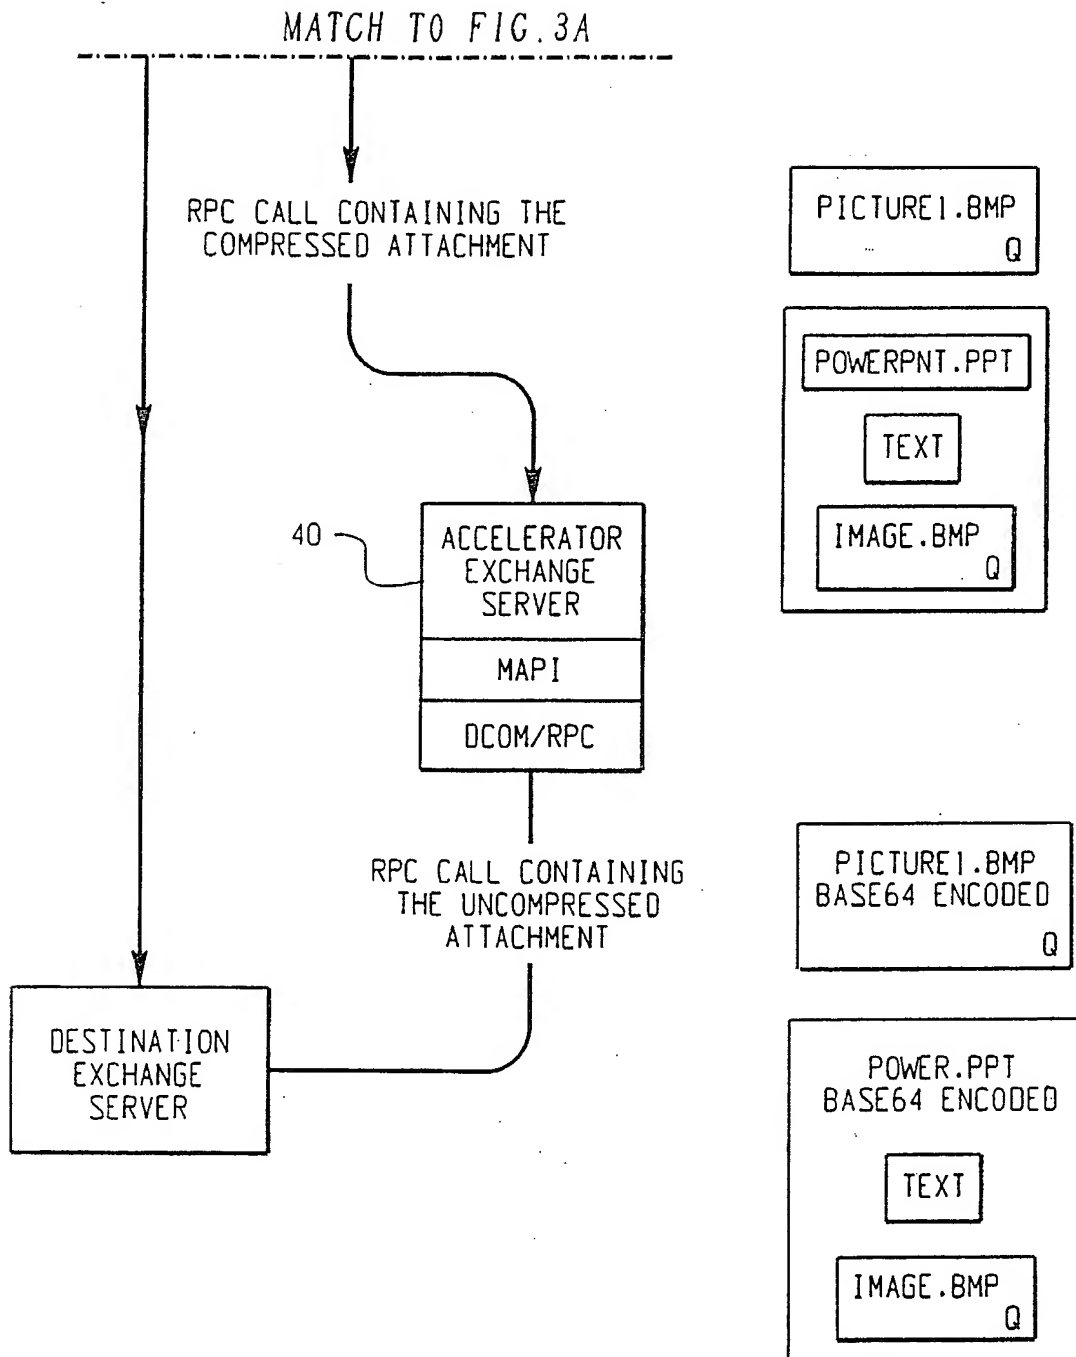 MATCH TO FIG.3A
RPC CALL CONTAINING THE
COMPRESSED ATTACHMENT
PICTURE1.BMP
Q
POWERPNT.PPT
TEXT
IMAGE.BMP
Q
40
ACCELERATOR
EXCHANGE
SERVER
MAPI
DCOM/RPC
RPC CALL CONTAINING
THE UNCOMPRESSED
ATTACHMENT
PICTURE1.BMP
BASE64 ENCODED
Q
DESTINATION
EXCHANGE
SERVER
POWER.PPT
BASE64 ENCODED
TEXT
IMAGE.BMP
Q